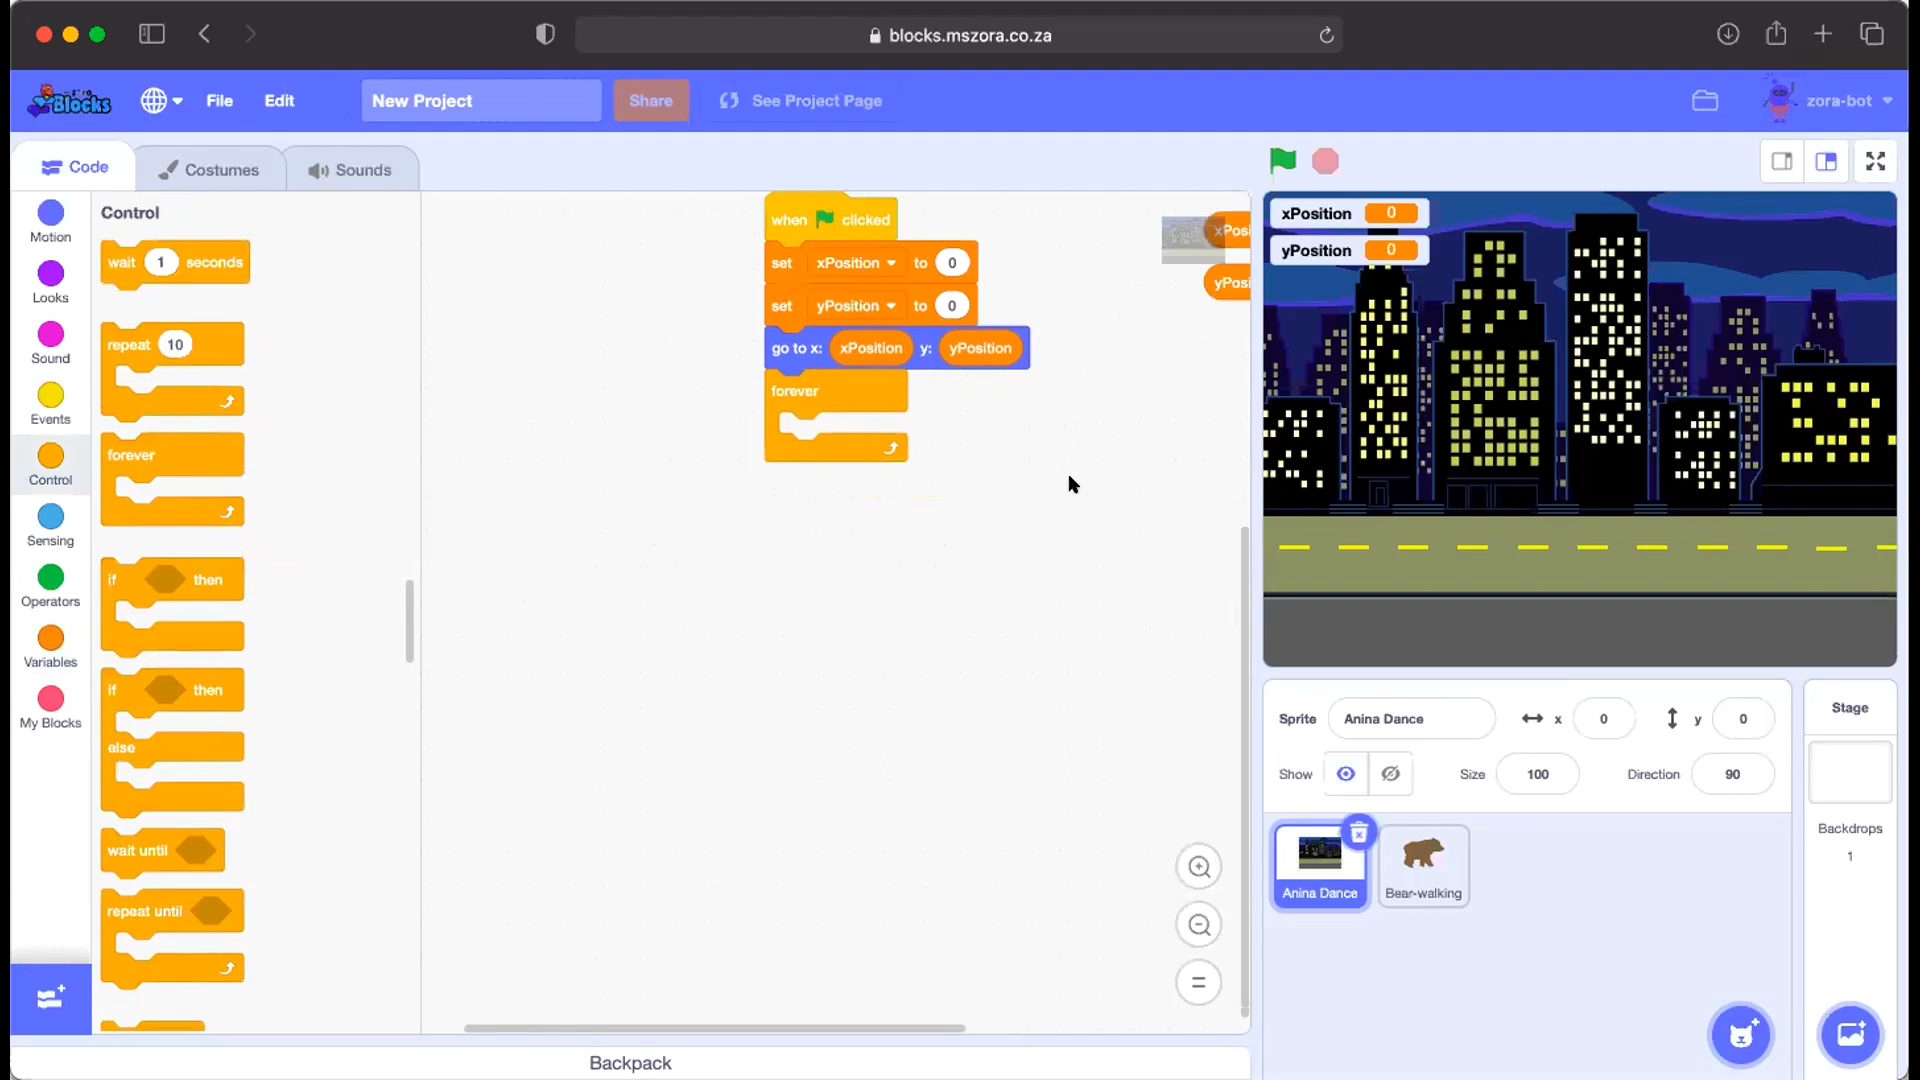 blocks.mszora.co.za
Blocks
File
Edit
New Project
Share
See Project Page
zora-bot
Code
Costumes
Sounds
Motion
Looks
Sound
Events
Control
Sensing
Operators
Variables
My Blocks
Control
wait 1 seconds
repeat 10
forever
if then
if then
else
wait until
repeat until
when clicked
set xPosition to 0
set yPosition to 0
go to x: xPosition y: yPosition
forever
xPosi
yPosi
Backpack
xPosition 0
yPosition 0
Sprite Anina Dance x 0 y 0
Show Size 100 Direction 90
Anina Dance
Bear-walking
Stage
Backdrops
1